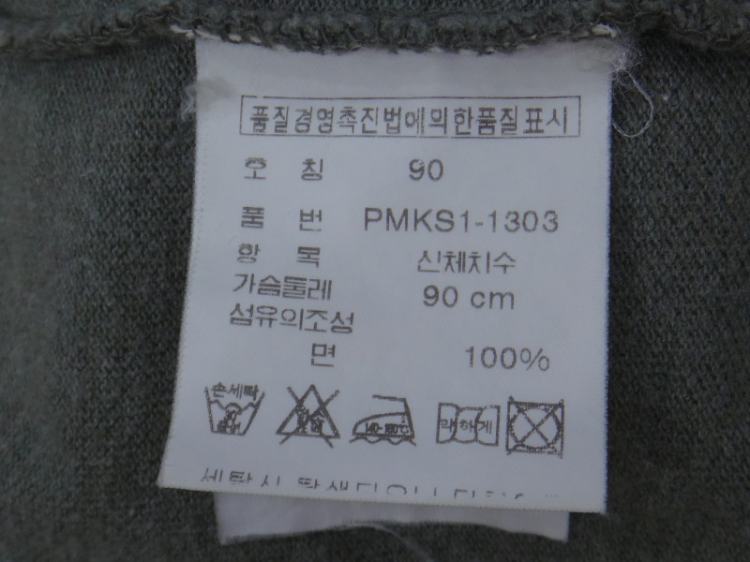 품질경영촉진법에의한품질표시
호 칭 90
품 번 PMKS1-1303
항 목 신체치수
가슴둘레 90 cm
섬유의조성
면 100%
손세탁 약하게